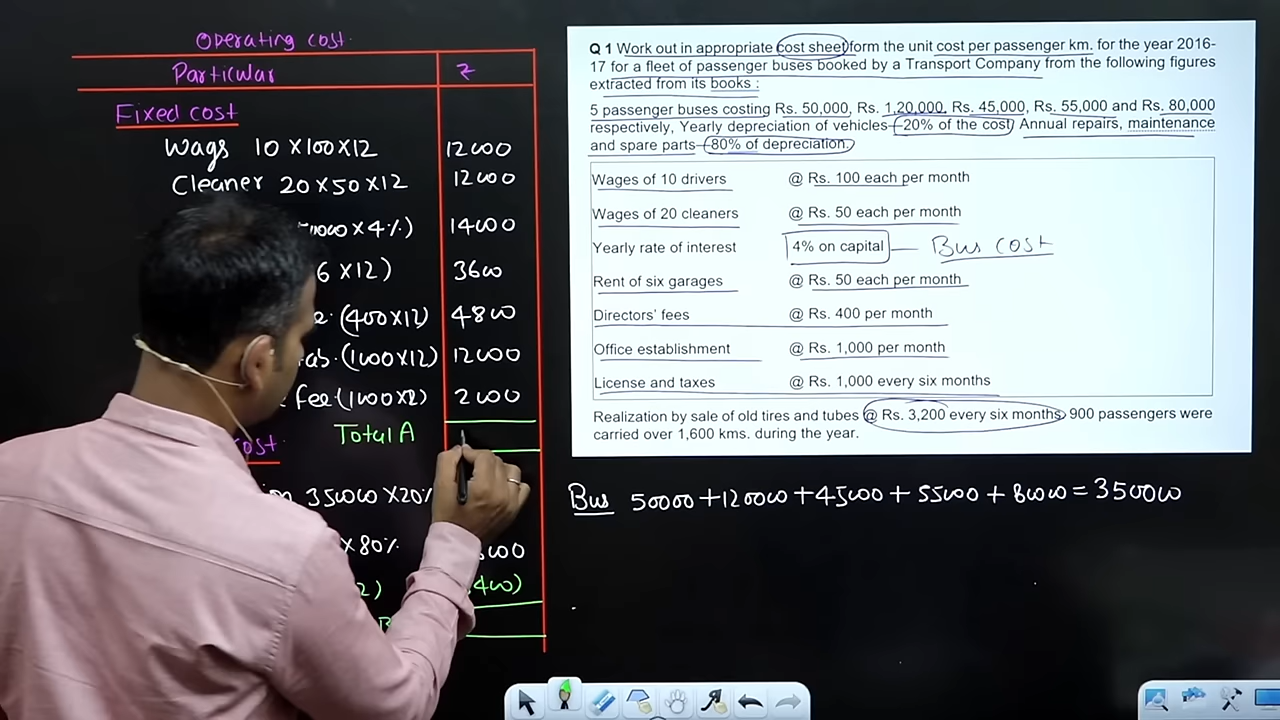 Operating cost.
Particular ₹
Fixed cost
Wags 10 X100 X12 12000
Cleaner 20 X 50 X12 12000
X 4%) 14000
6 X 12) 3600
(400X12) 4800
(1000 X12) 12000
Fee (1000X2) 2000
Total A
cost
35000 X20%
X 80%
2) 400)
Q 1 Work out in appropriate cost sheet form the unit cost per passenger km. for the year 2016-
17 for a fleet of passenger buses booked by a Transport Company from the following figures
extracted from its books :
5 passenger buses costing Rs. 50,000, Rs. 1,20,000, Rs. 45,000, Rs. 55,000 and Rs. 80,000
respectively, Yearly depreciation of vehicles-20% of the cost, Annual repairs, maintenance
and spare parts-80% of depreciation.
Wages of 10 drivers @ Rs. 100 each per month
Wages of 20 cleaners @ Rs. 50 each per month
Yearly rate of interest 4% on capital — Bus cost
Rent of six garages @ Rs. 50 each per month
Directors' fees @ Rs. 400 per month
Office establishment @ Rs. 1,000 per month
License and taxes @ Rs. 1,000 every six months
Realization by sale of old tires and tubes @ Rs. 3,200 every six months, 900 passengers were
carried over 1,600 kms. during the year.
Bus 50000 + 120000 + 45000 + 55000 + 80000 = 350000